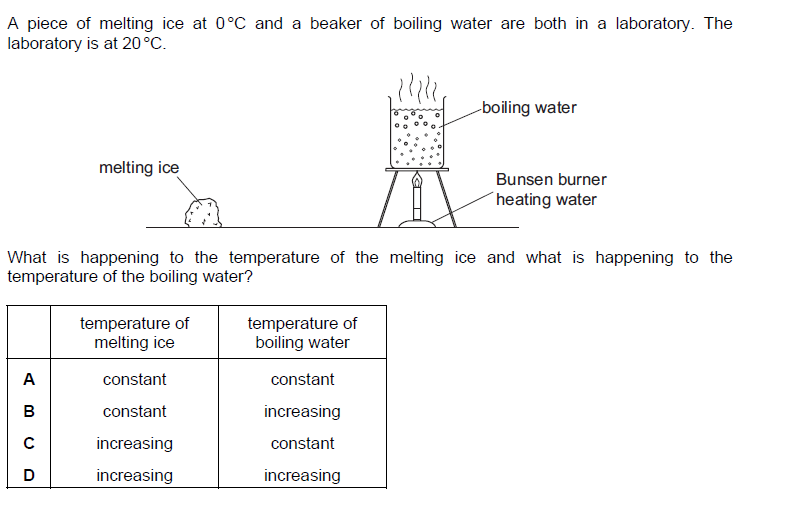 A piece of melting ice at 0°C and a beaker of boiling water are both in a laboratory. The
laboratory is at 20°C.
boiling water
melting ice
Bunsen burner
heating water
What is happening to the temperature of the melting ice and what is happening to the
temperature of the boiling water?
temperature of melting ice temperature of boiling water
A constant constant
B constant increasing
C increasing constant
D increasing increasing